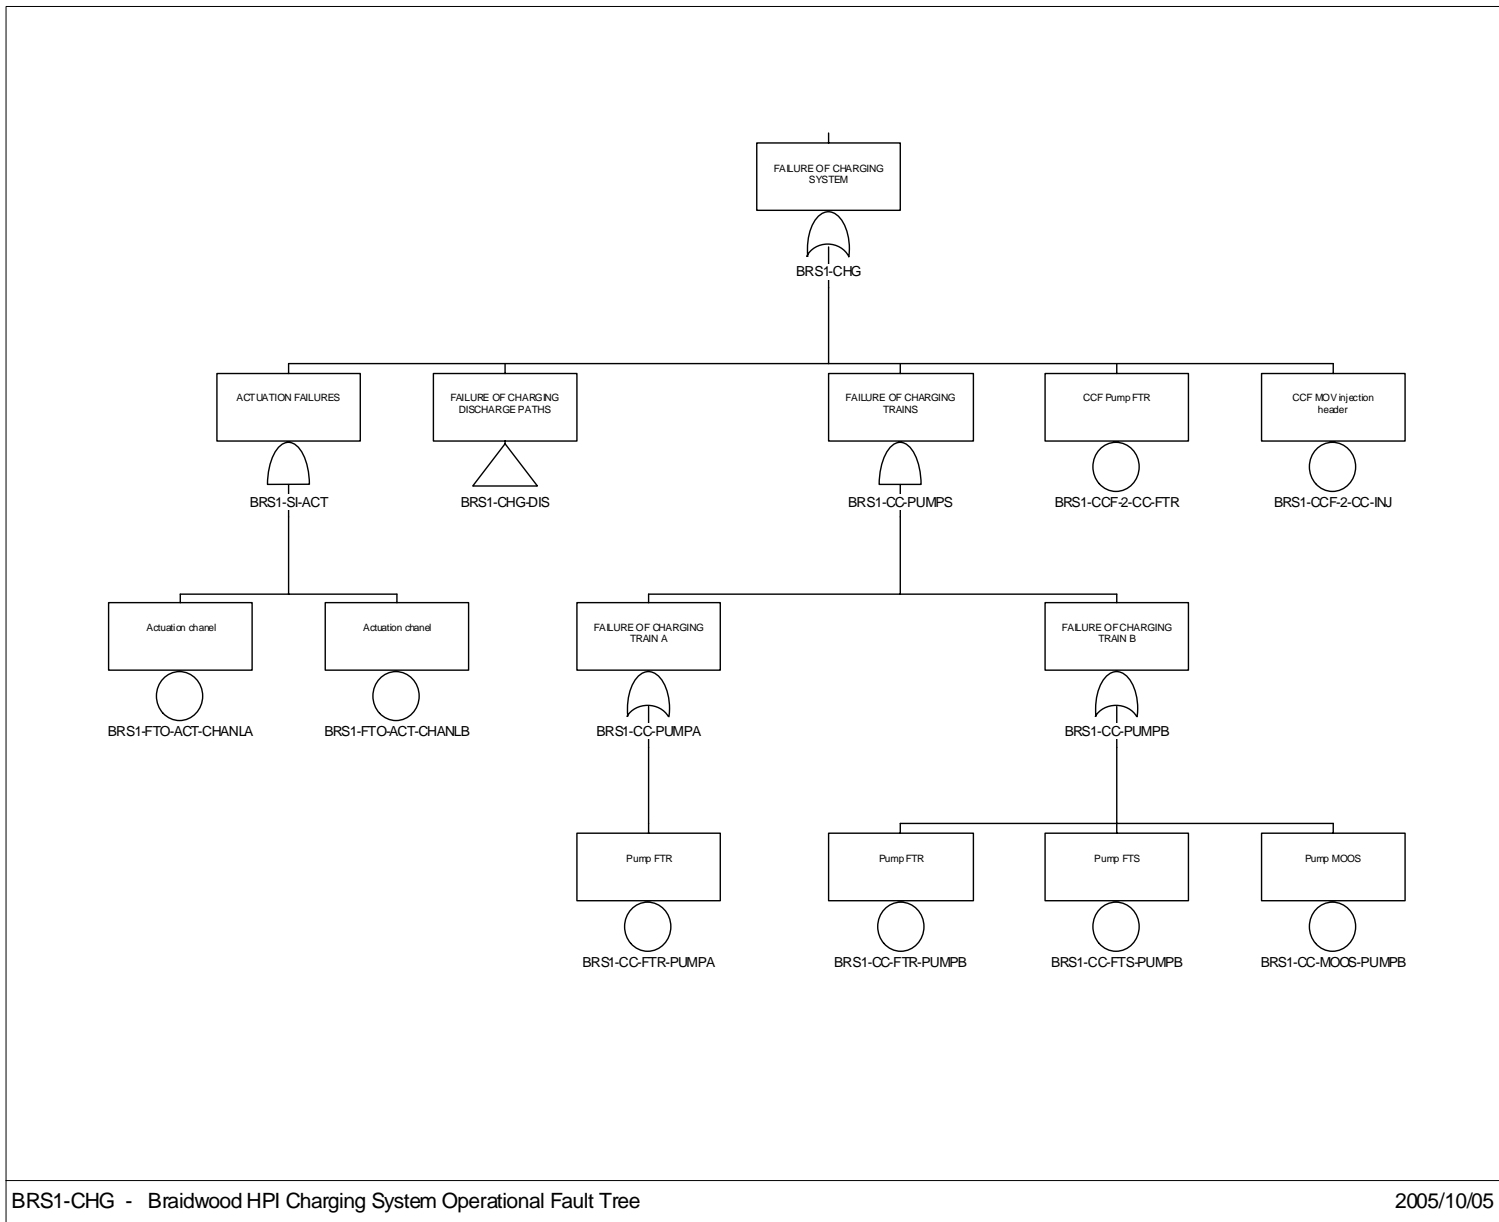 FAILURE OF CHARGING
SYSTEM
BRS1-CHG
ACTUATION FAILURES
FAILURE OF CHARGING
DISCHARGE PATHS
FAILURE OF CHARGING
TRAINS
CCF Pump FTR
CCF MOV injection
header
BRS1-SI-ACT
BRS1-CHG-DIS
BRS1-CC-PUMPS
BRS1-CCF-2-CC-FTR
BRS1-CCF-2-CC-INJ
Actuation chanel
Actuation chanel
FAILURE OF CHARGING
TRAIN A
FAILURE OF CHARGING
TRAIN B
BRS1-FTO-ACT-CHANLA
BRS1-FTO-ACT-CHANLB
BRS1-CC-PUMPA
BRS1-CC-PUMPB
Pump FTR
Pump FTR
Pump FTS
Pump MOOS
BRS1-CC-FTR-PUMPA
BRS1-CC-FTR-PUMPB
BRS1-CC-FTS-PUMPB
BRS1-CC-MOOS-PUMPB
BRS1-CHG - Braidwood HPI Charging System Operational Fault Tree
2005/10/05